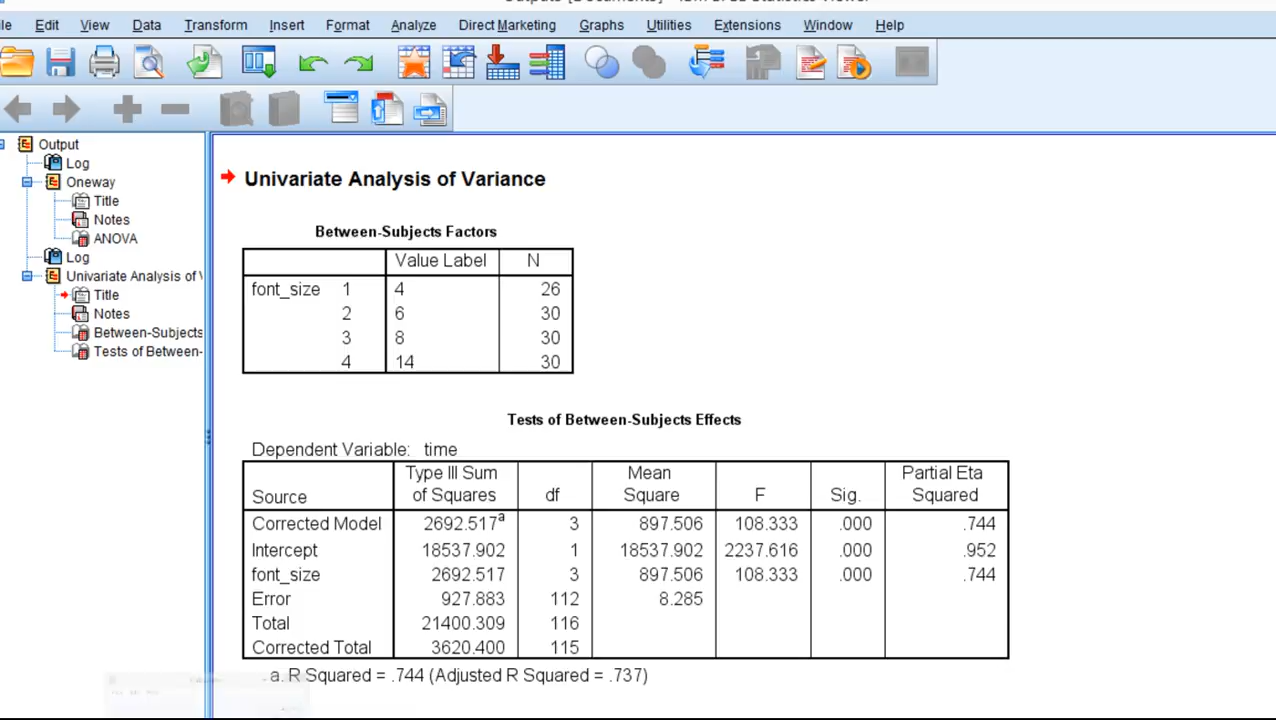 Edit View Data Transform Insert Format Analyze Direct Marketing Graphs Utilities Extensions Window Help
Output
Log
Oneway
Title
Notes
ANOVA
Log
Univariate Analysis of
Title
Notes
Between-Subjects
Tests of Between-
Univariate Analysis of Variance
Between-Subjects Factors
Value Label N
font_size 1 4 26
2 6 30
3 8 30
4 14 30
Tests of Between-Subjects Effects
Dependent Variable: time
Source Type III Sum of Squares df Mean Square F Sig. Partial Eta Squared
Corrected Model 2692.517a 3 897.506 108.333 .000 .744
Intercept 18537.902 1 18537.902 2237.616 .000 .952
font_size 2692.517 3 897.506 108.333 .000 .744
Error 927.883 112 8.285
Total 21400.309 116
Corrected Total 3620.400 115
a. R Squared = .744 (Adjusted R Squared = .737)